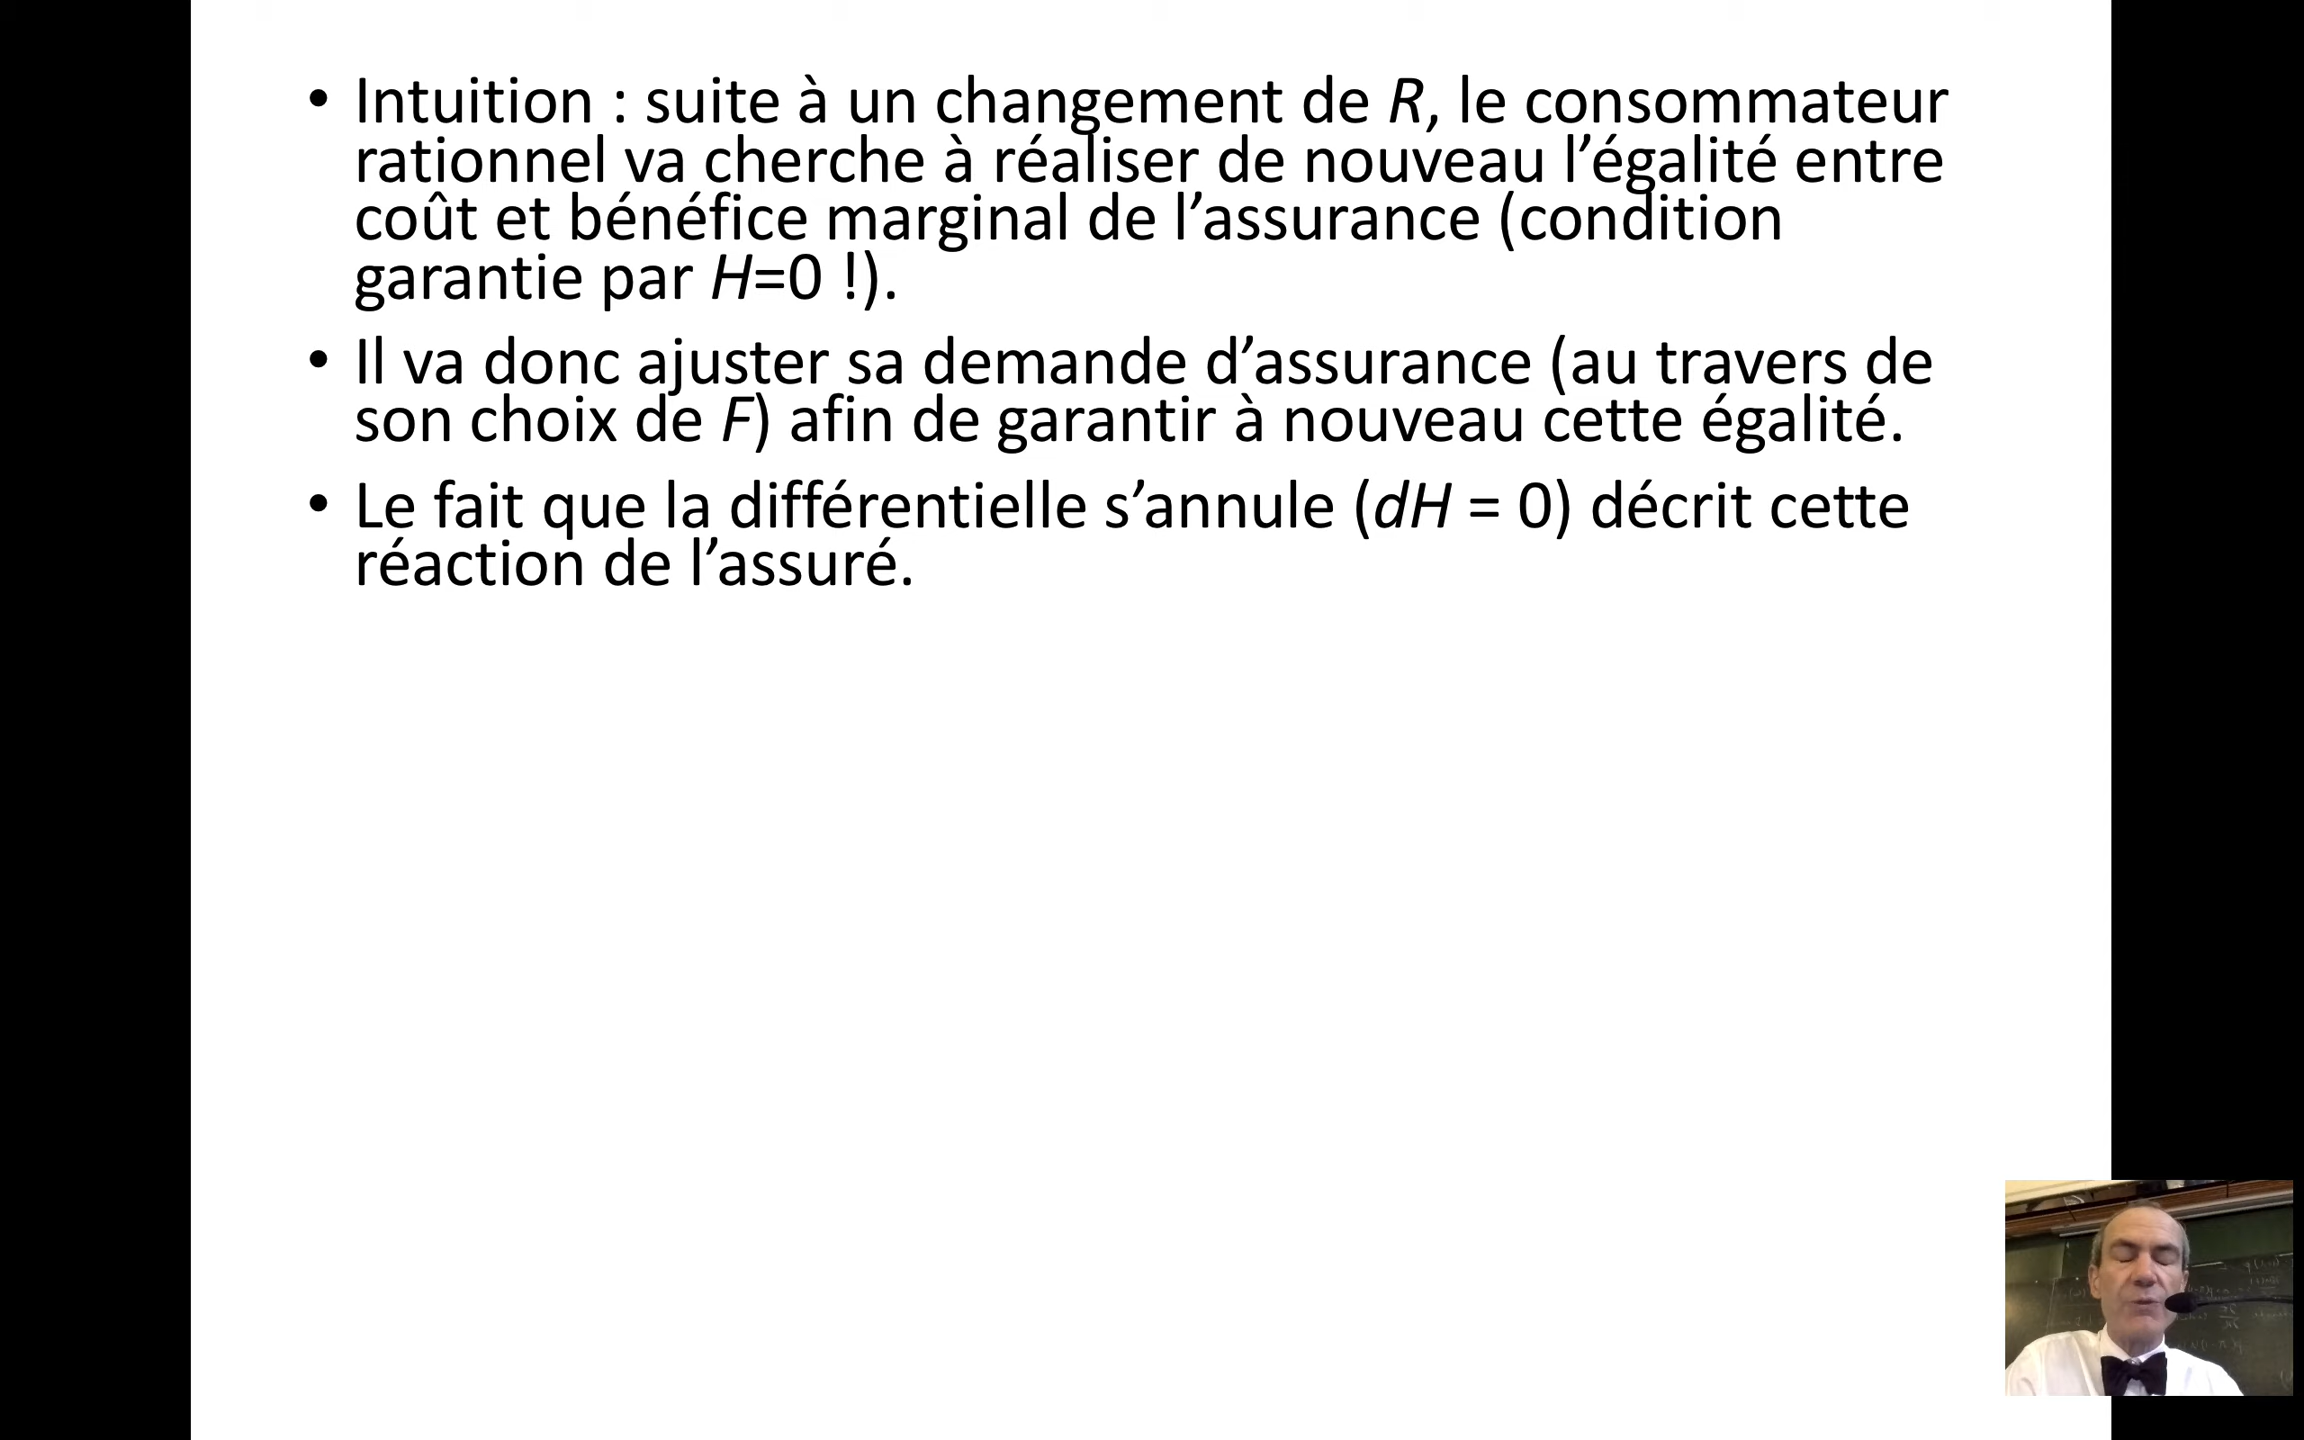 • Intuition : suite à un changement de R, le consommateur
rationnel va cherche à réaliser de nouveau l’égalité entre
coût et bénéfice marginal de l’assurance (condition
garantie par H=0 !).
• Il va donc ajuster sa demande d’assurance (au travers de
son choix de F) afin de garantir à nouveau cette égalité.
• Le fait que la différentielle s’annule (dH = 0) décrit cette
réaction de l’assuré.